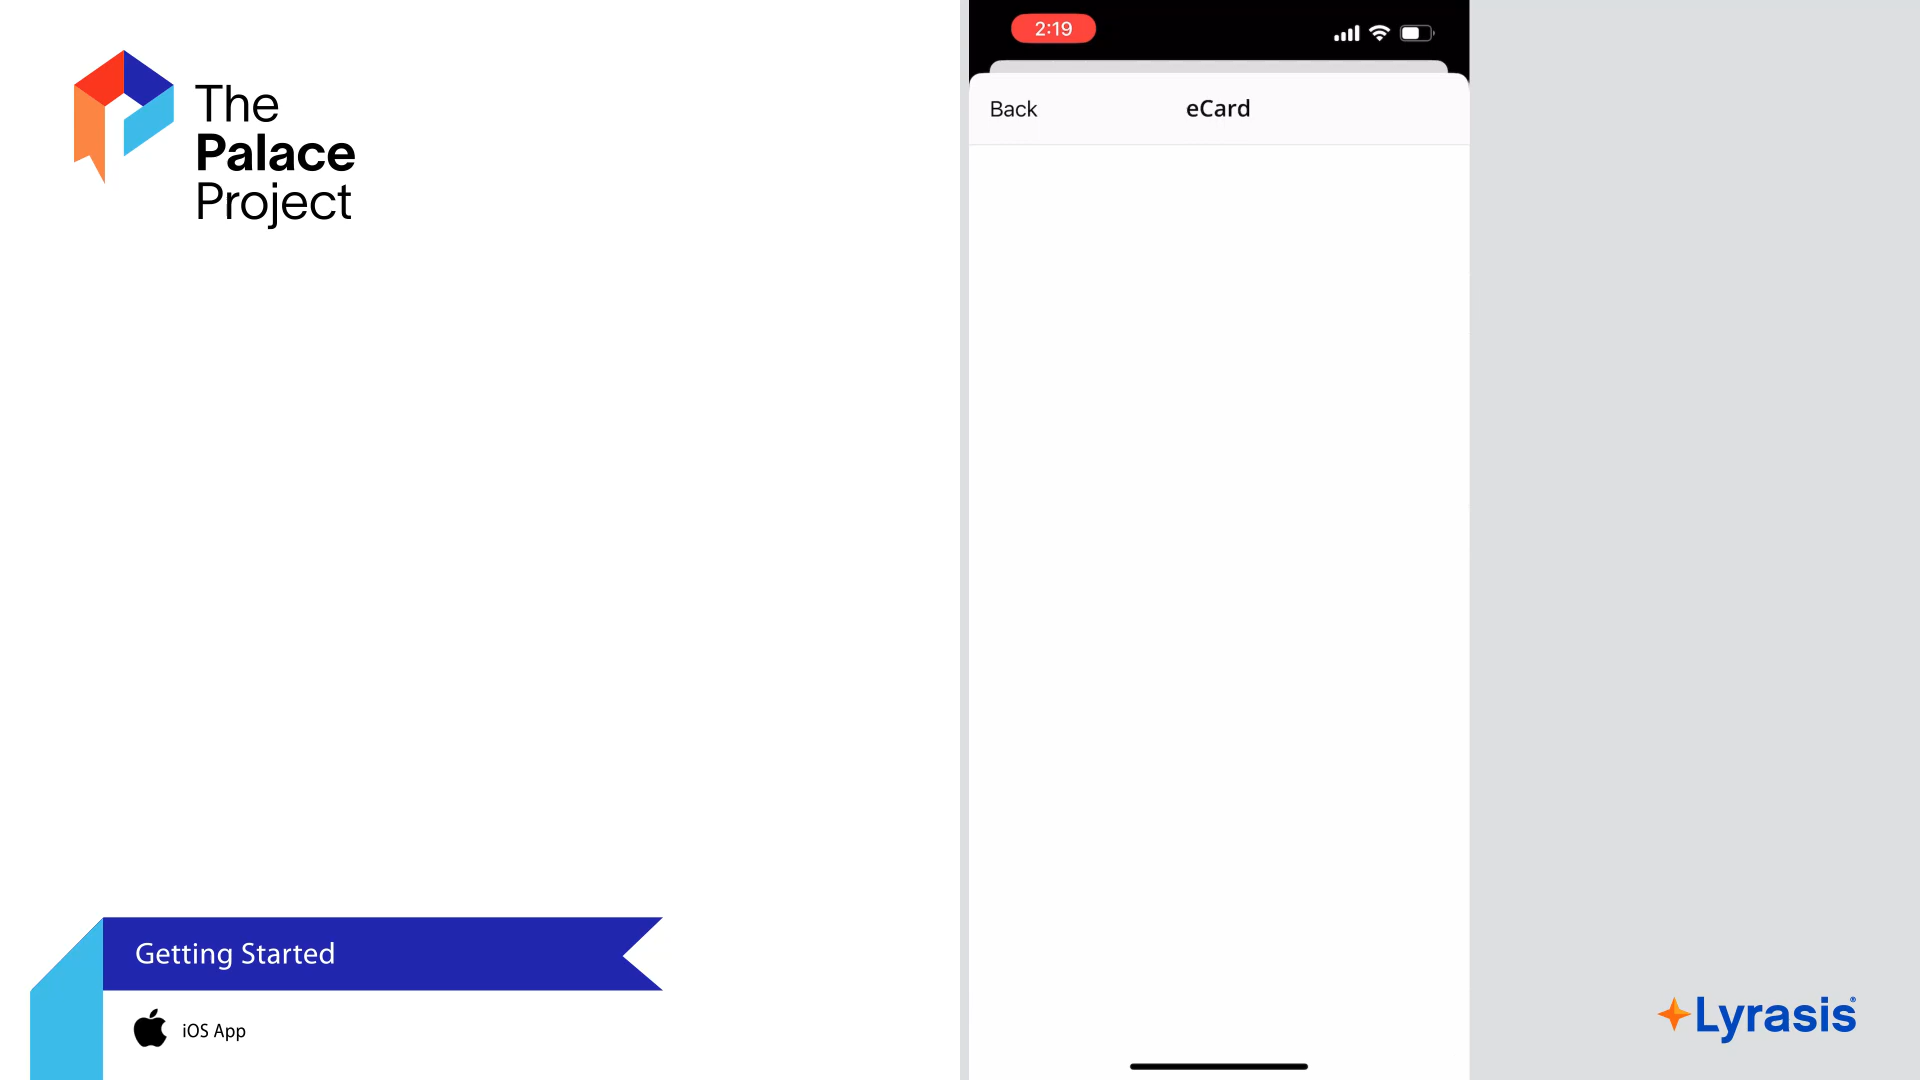 The
Palace
Project
2:19
Back
eCard
Getting Started
iOS App
Lyrasis®